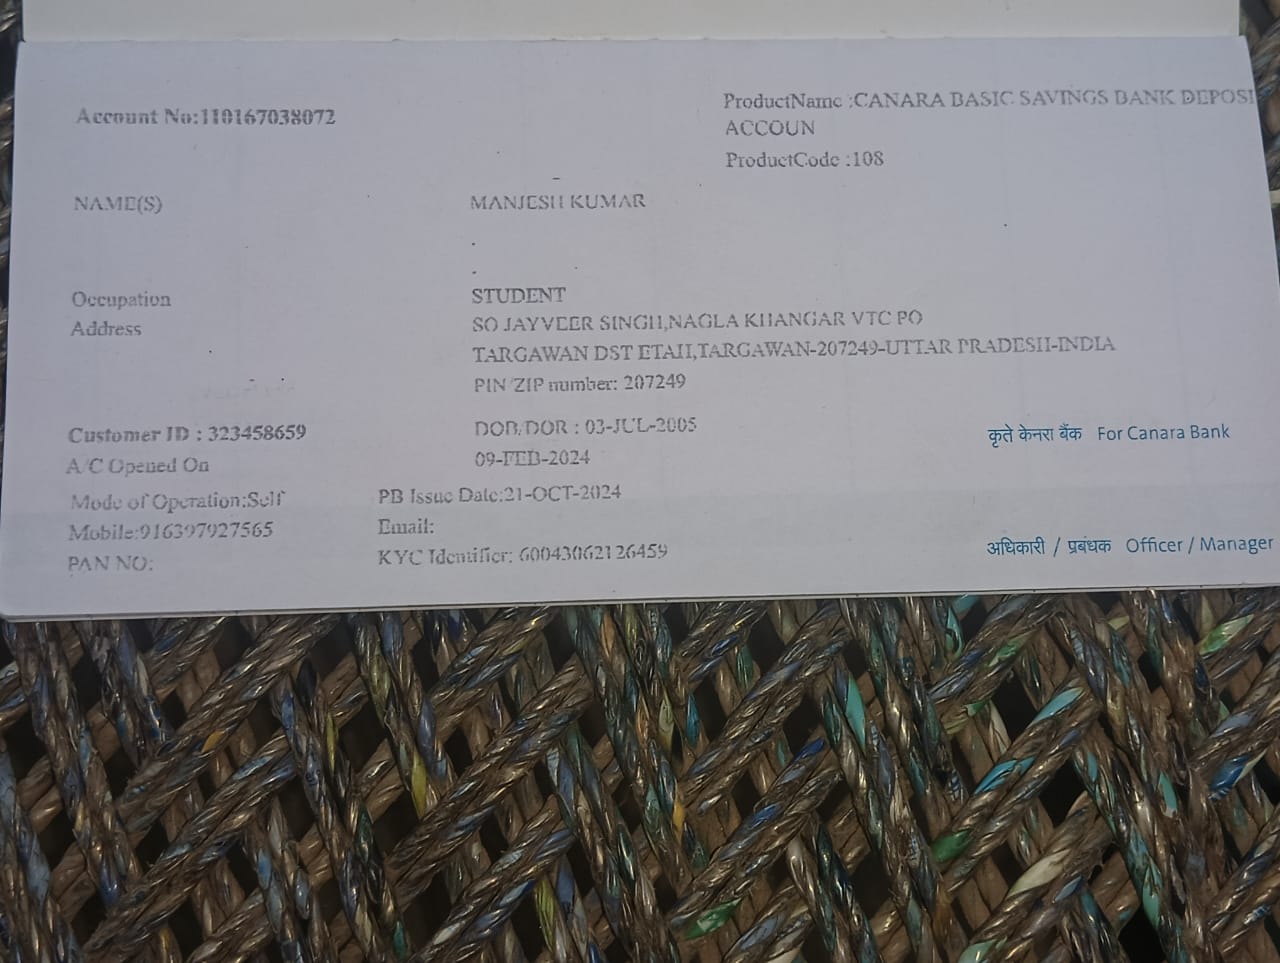 Account No:110167038072
ProductName :CANARA BASIC SAVINGS BANK DEPOSI
ACCOUN
ProductCode :108
NAME(S) MANJESH KUMAR
Occupation STUDENT
Address SO JAYVEER SINGH,NAGLA KHANGAR VTC PO
TARGAWAN DST ETAH,TARGAWAN-207249-UTTAR PRADESH-INDIA
PIN/ZIP number: 207249
Customer ID : 323458659 DOB/DOR : 03-JUL-2005
A/C Opened On 09-FEB-2024
कृते केनरा बैंक For Canara Bank
Mode of Operation:Self PB Issue Date:21-OCT-2024
Mobile:916397927565 Email:
PAN NO: KYC Identifier: 60043062126459
अधिकारी / प्रबंधक Officer / Manager